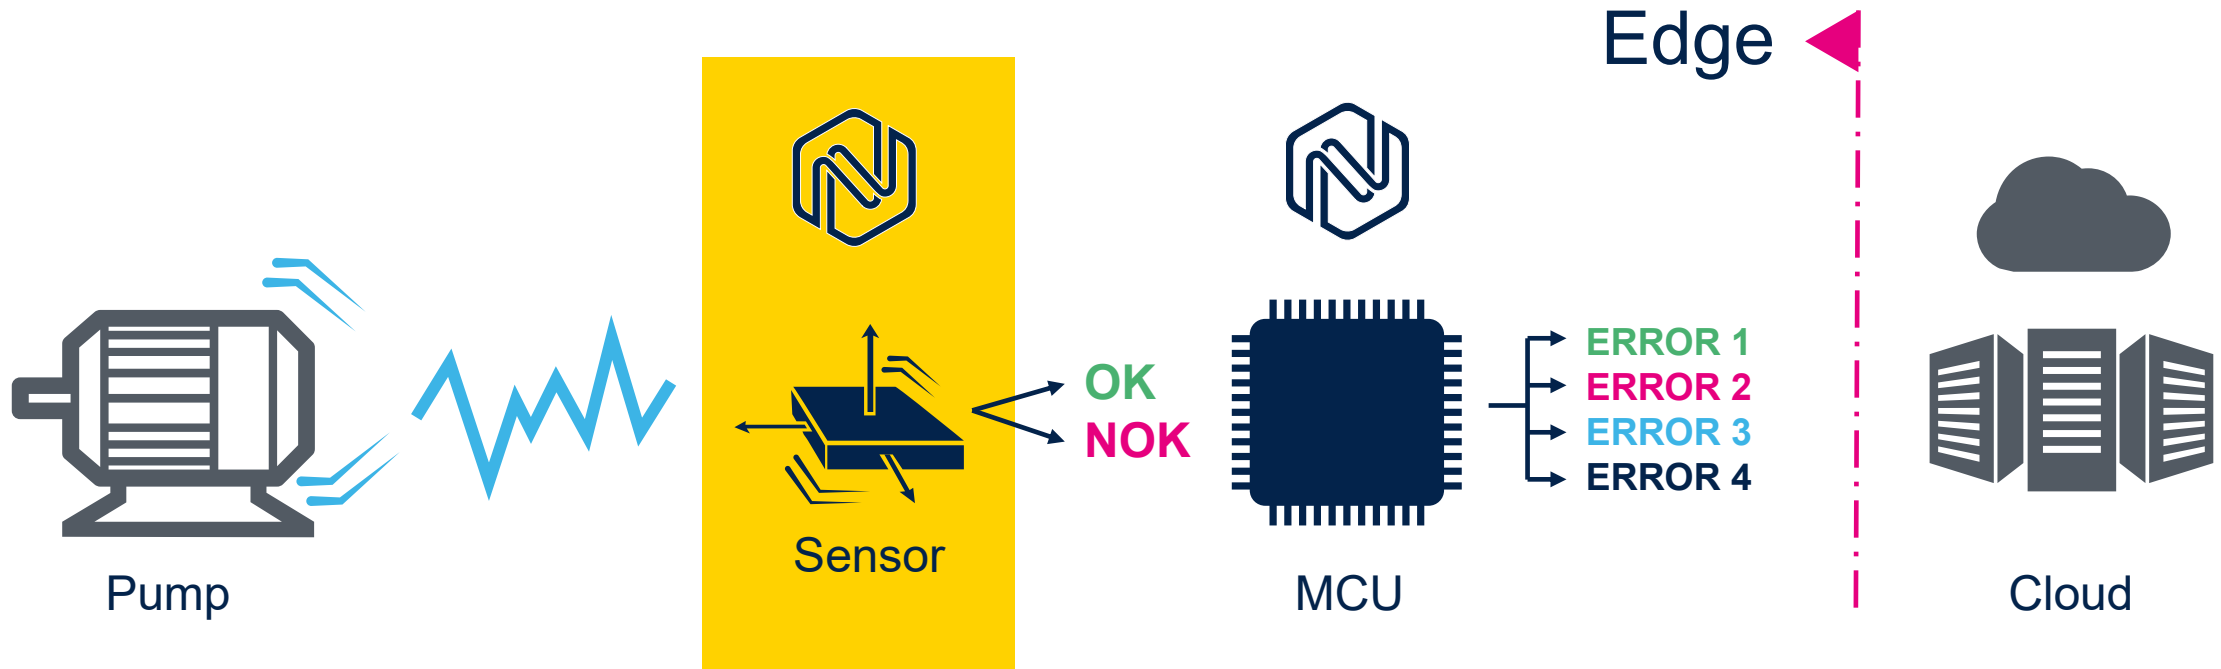 Edge
OK
NOK
ERROR 1
ERROR 2
ERROR 3
ERROR 4
Sensor
Pump
MCU
Cloud